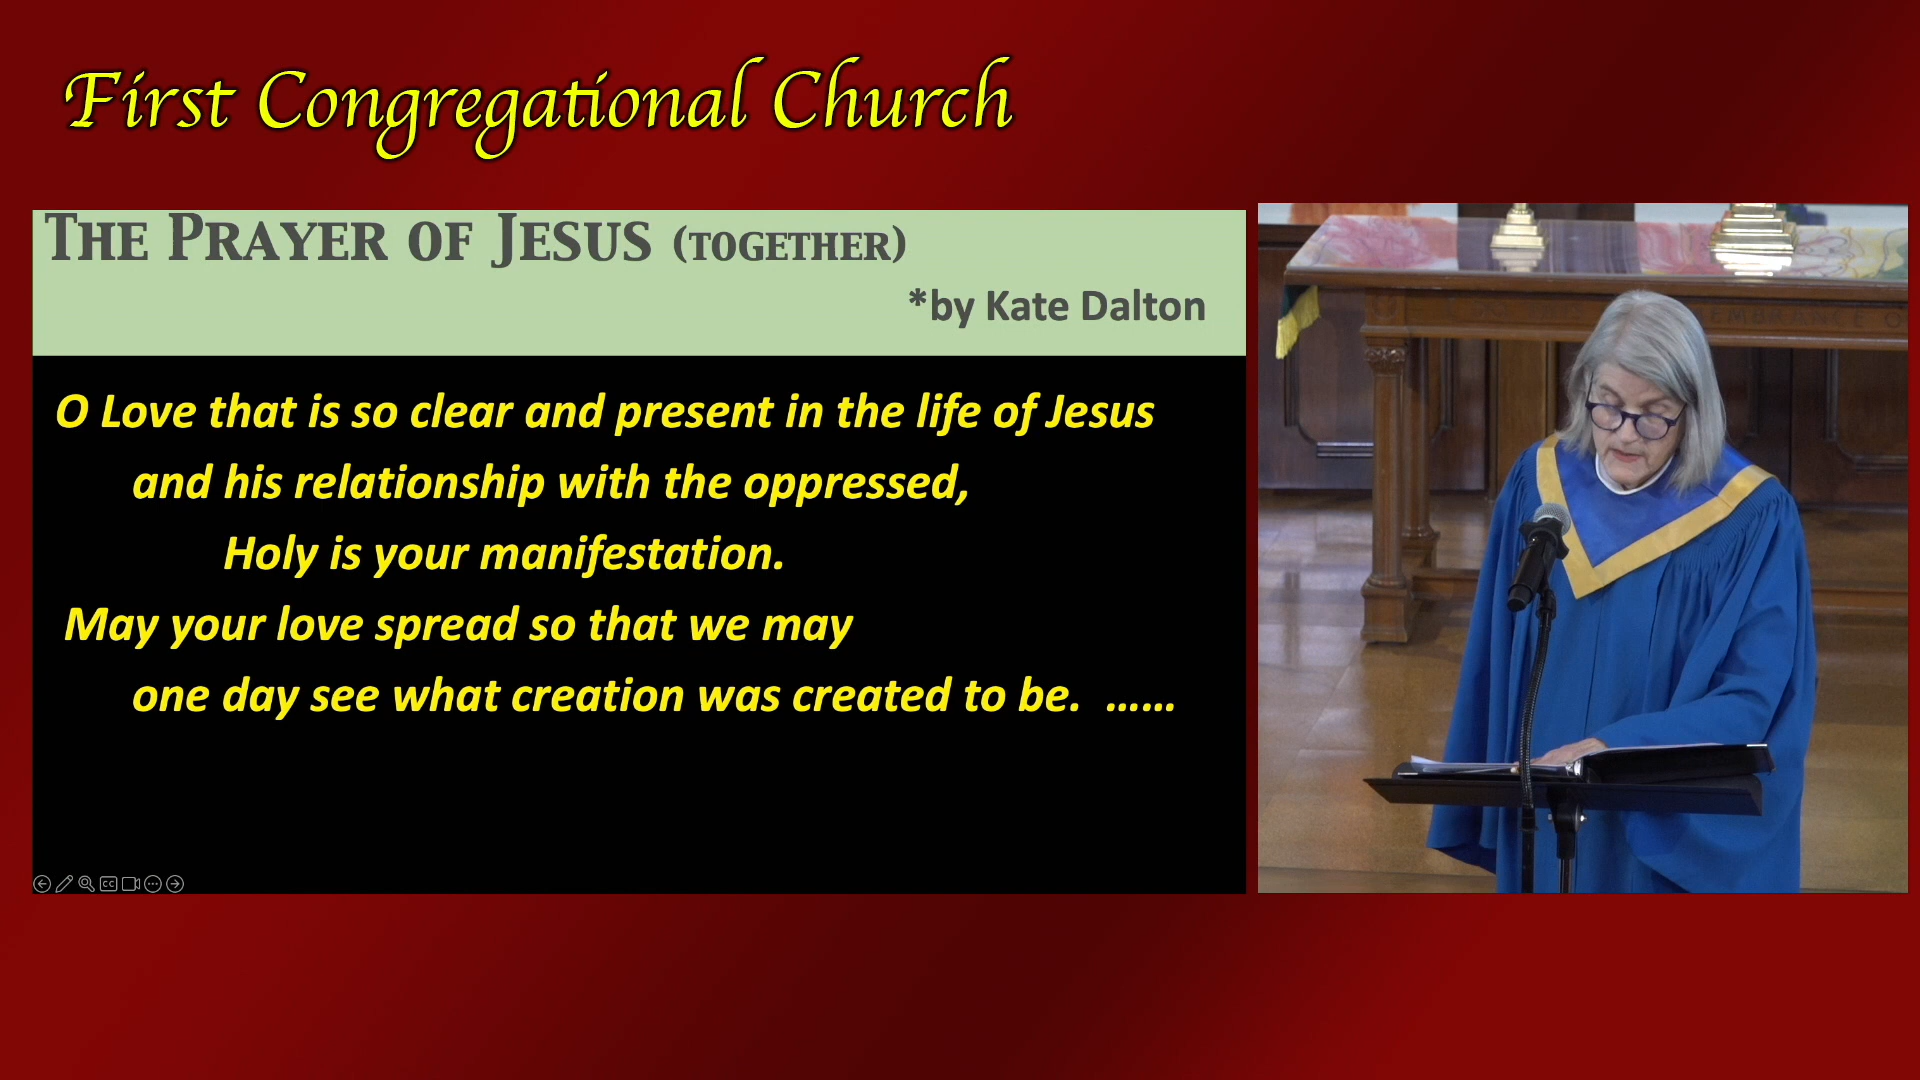 First Congregational Church
The Prayer of Jesus (together)
*by Kate Dalton
O Love that is so clear and present in the life of Jesus
and his relationship with the oppressed,
Holy is your manifestation.
May your love spread so that we may
one day see what creation was created to be. ......
CC